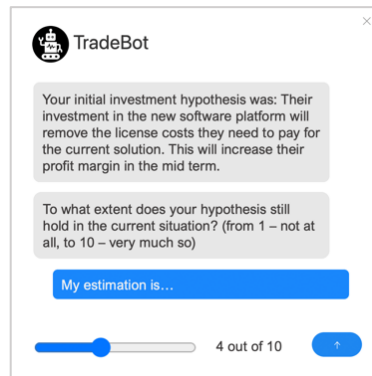 TradeBot
Your initial investment hypothesis was: Their
investment in the new software platform will
remove the license costs they need to pay for
the current solution. This will increase their
profit margin in the mid term.
To what extent does your hypothesis still
hold in the current situation? (from 1 – not at
all, to 10 – very much so)
My estimation is…
4 out of 10